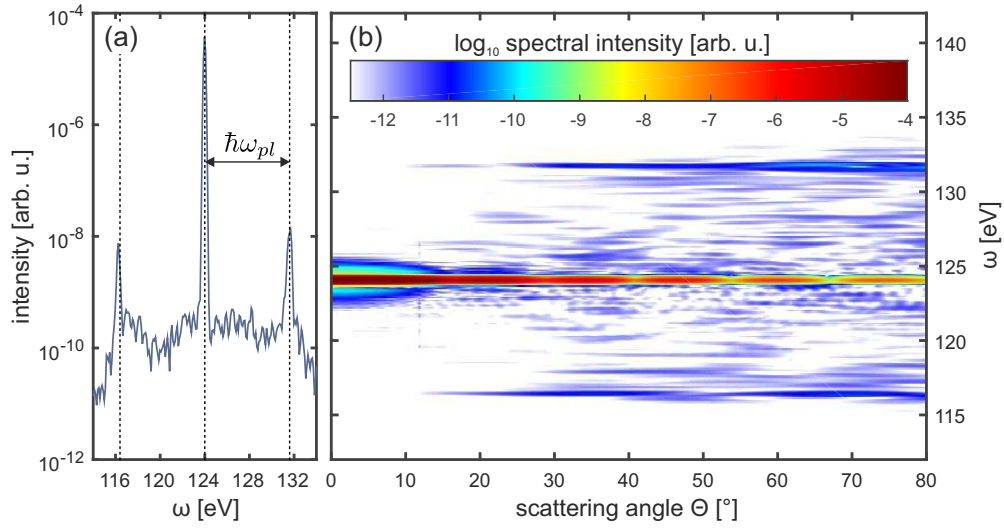 (a)
intensity [arb. u.]
10⁻⁴
10⁻⁶
10⁻⁸
10⁻¹⁰
10⁻¹²
ħω_pl
116 120 124 128 132
ω [eV]
(b)
log₁₀ spectral intensity [arb. u.]
-12 -11 -10 -9 -8 -7 -6 -5 -4
140
135
130
125
120
115
ω [eV]
0 10 20 30 40 50 60 70 80
scattering angle Θ [°]